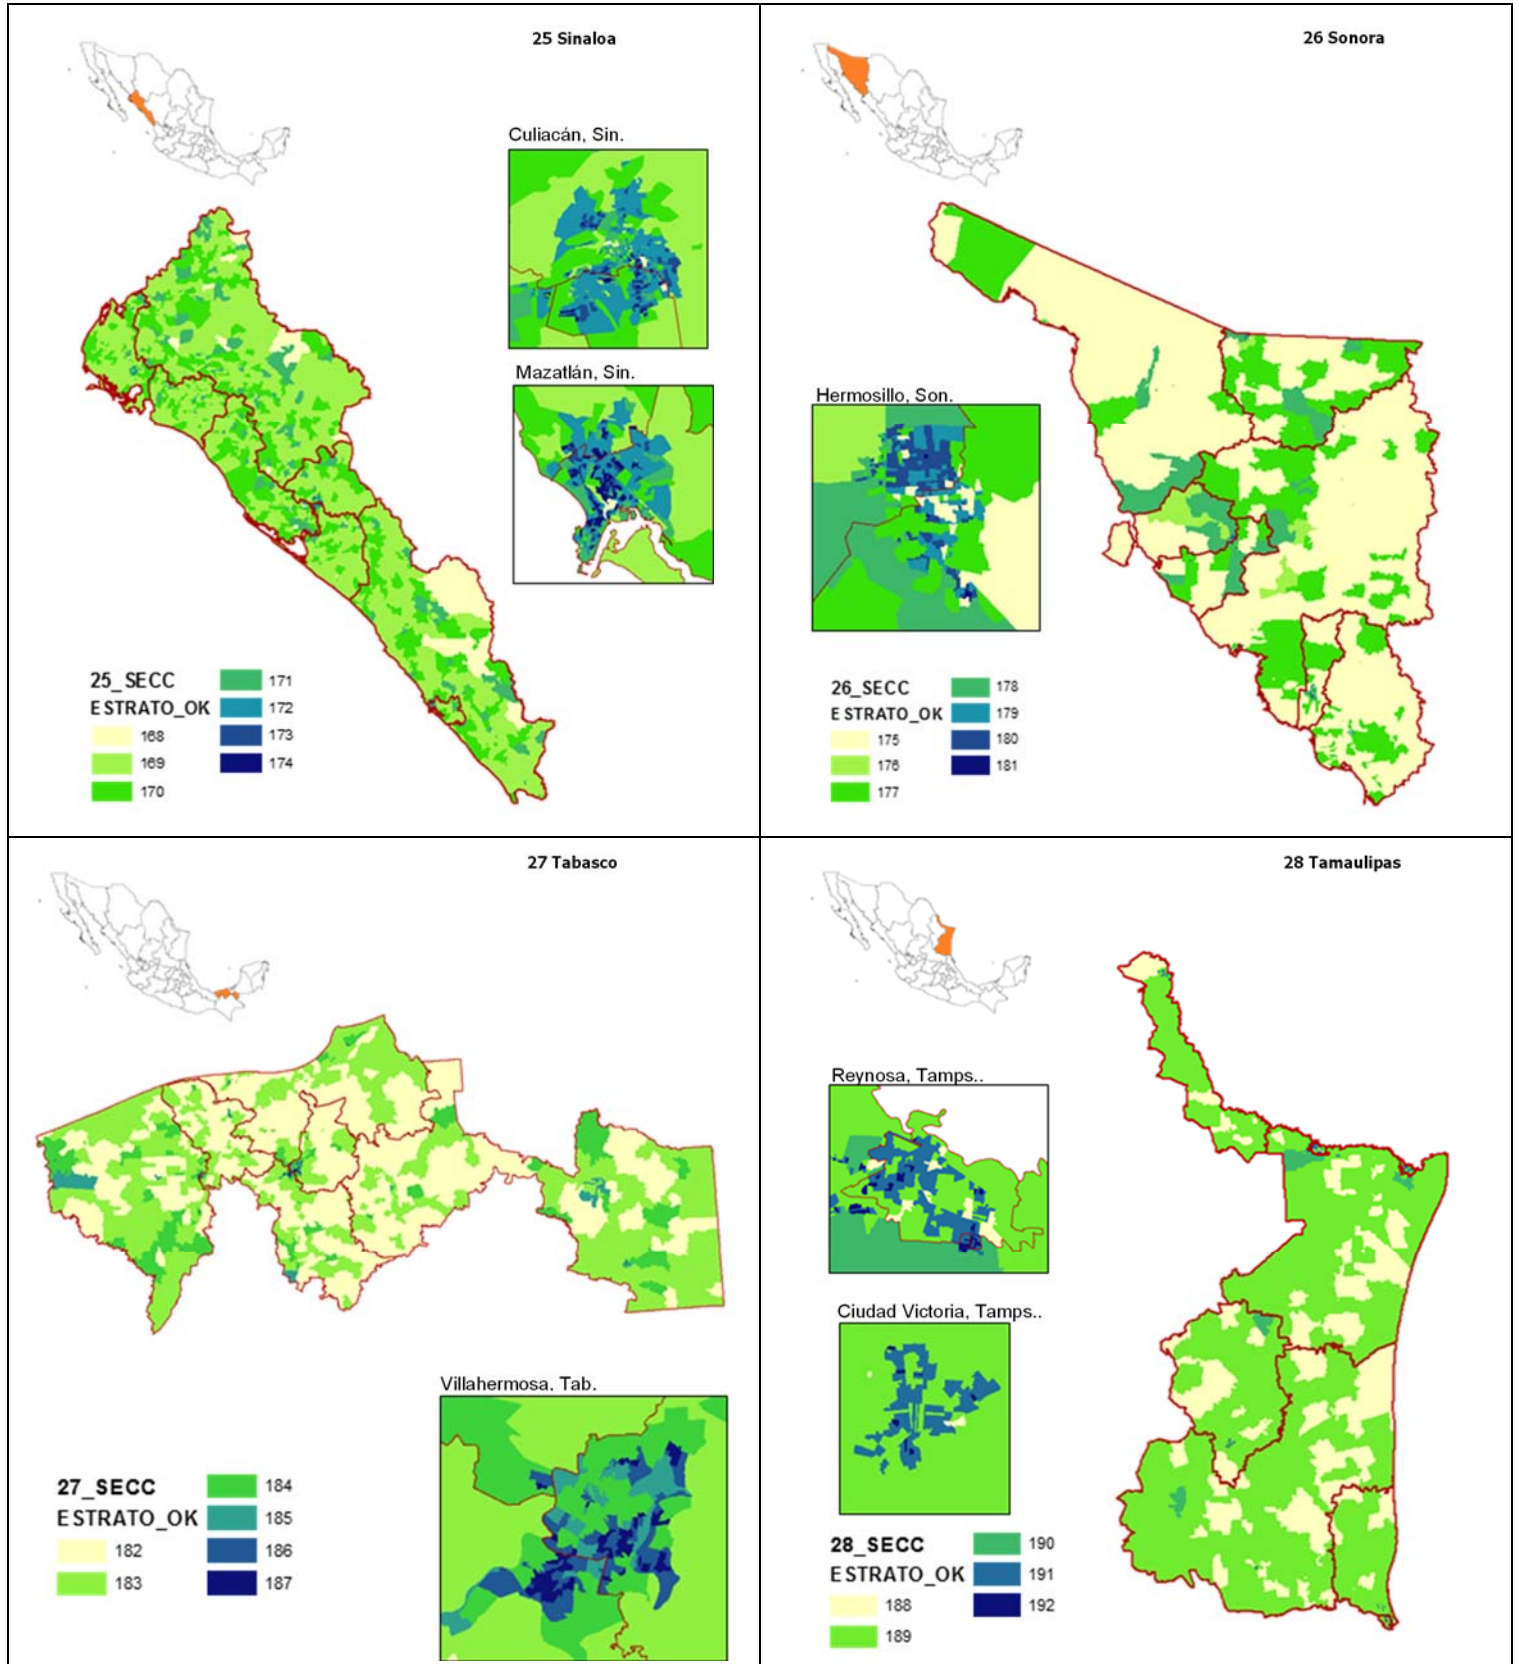 25 Sinaloa
Culiacán, Sin.
Mazatlán, Sin.
25_SECC
ESTRATO_OK
168
169
170
171
172
173
174
26 Sonora
Hermosillo, Son.
26_SECC
ESTRATO_OK
175
176
177
178
179
180
181
27 Tabasco
Villahermosa. Tab.
27_SECC
ESTRATO_OK
182
183
184
185
186
187
28 Tamaulipas
Reynosa, Tamps..
Ciudad Victoria, Tamps..
28_SECC
ESTRATO_OK
188
189
190
191
192